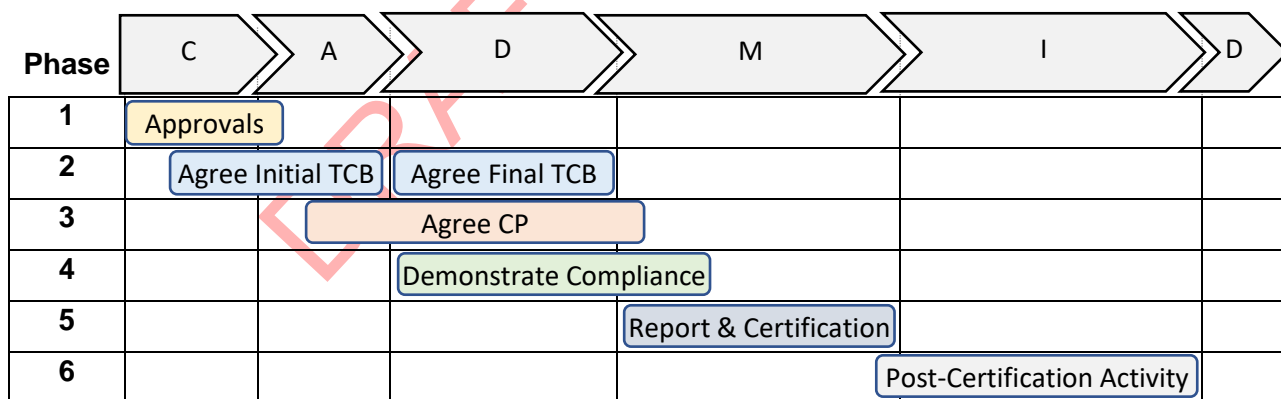 Phase C A D M I D
1 Approvals
2 Agree Initial TCB Agree Final TCB
3 Agree CP
4 Demonstrate Compliance
5 Report & Certification
6 Post-Certification Activity